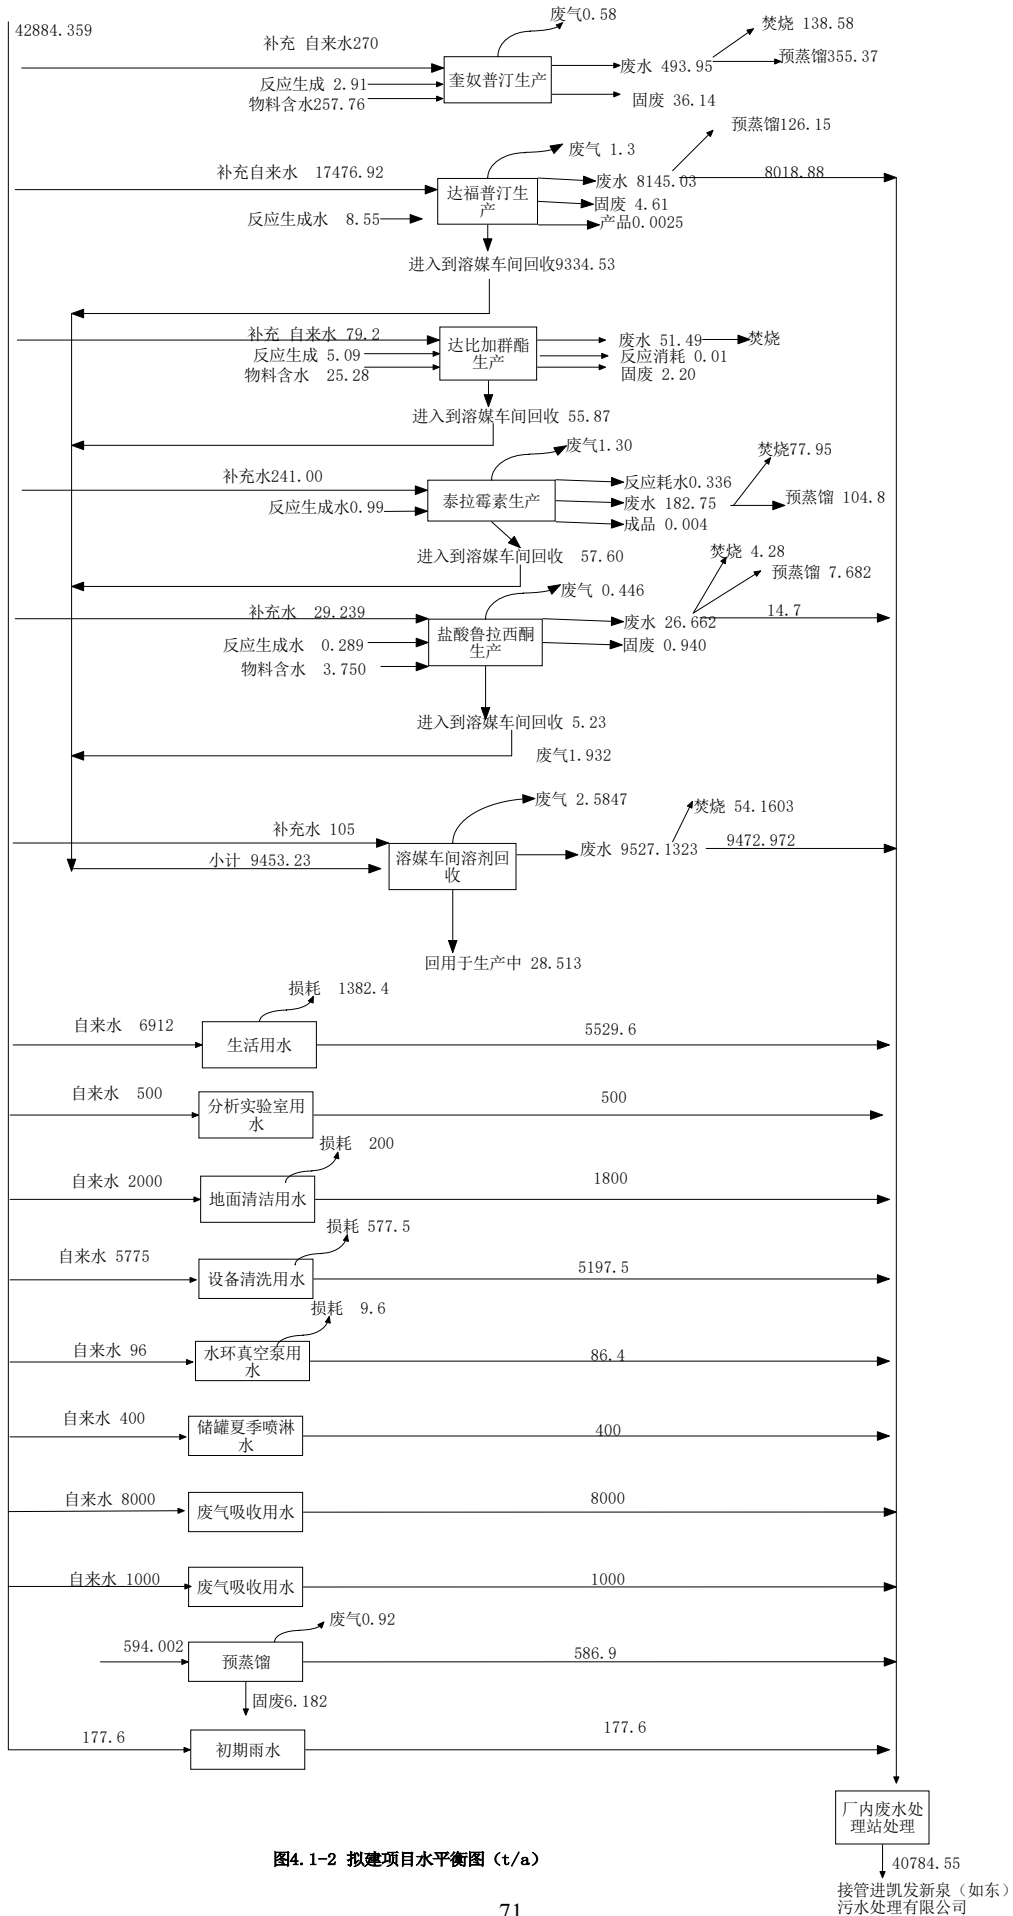 42884.359
废气0.58
焚烧 138.58
补充 自来水270
废水 493.95
预蒸馏355.37
反应生成 2.91
奎奴普汀生产
物料含水257.76
固废 36.14
预蒸馏126.15
废气 1.3
补充自来水 17476.92
废水 8145.03
8018.88
达福普汀生
产
固废 4.61
反应生成水 8.55
产品0.0025
进入到溶媒车间回收9334.53
补充 自来水 79.2
废水 51.49
焚烧
反应生成 5.09
达比加群酯
生产
反应消耗 0.01
物料含水 25.28
固废 2.20
进入到溶媒车间回收 55.87
废气1.30
焚烧77.95
补充水241.00
反应耗水0.336
反应生成水0.99
泰拉霉素生产
废水 182.75
预蒸馏 104.8
成品 0.004
进入到溶媒车间回收 57.60
焚烧 4.28
预蒸馏 7.682
废气 0.446
补充水 29.239
废水 26.662
14.7
反应生成水 0.289
盐酸鲁拉西酮
生产
固废 0.940
物料含水 3.750
进入到溶媒车间回收 5.23
废气1.932
废气 2.5847
焚烧 54.1603
补充水 105
废水 9527.1323
9472.972
小计 9453.23
溶媒车间溶剂回
收
回用于生产中 28.513
损耗 1382.4
自来水 6912
生活用水
5529.6
自来水 500
分析实验室用
水
500
损耗 200
自来水 2000
地面清洁用水
1800
损耗 577.5
自来水 5775
设备清洗用水
5197.5
损耗 9.6
自来水 96
水环真空泵用
水
86.4
自来水 400
储罐夏季喷淋
水
400
自来水 8000
废气吸收用水
8000
自来水 1000
废气吸收用水
1000
废气0.92
594.002
预蒸馏
586.9
固废6.182
177.6
初期雨水
177.6
厂内废水处
理站处理
图4.1-2 拟建项目水平衡图（t/a）
40784.55
接管进凯发新泉（如东）
污水处理有限公司
71